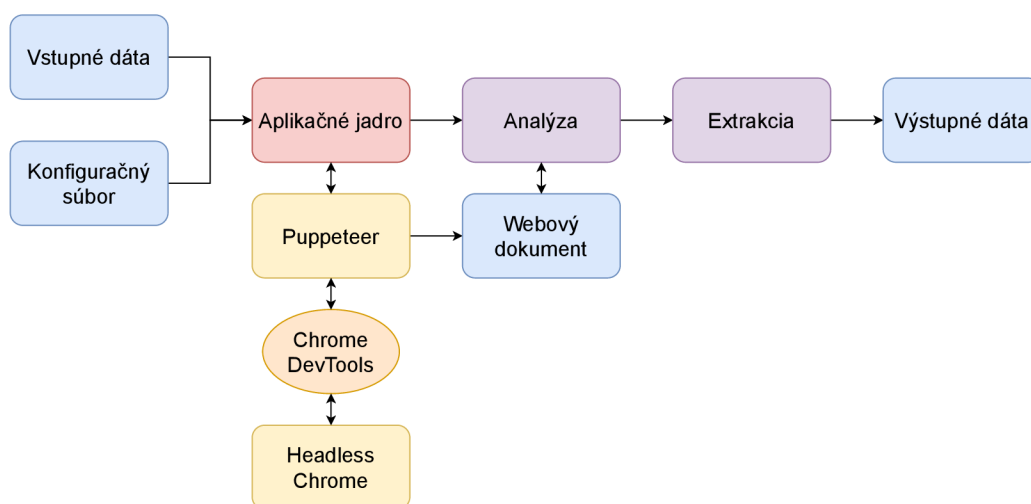 Vstupné dáta
Konfiguračný
súbor
Aplikačné jadro
Analýza
Extrakcia
Výstupné dáta
Puppeteer
Webový
dokument
Chrome
DevTools
Headless
Chrome